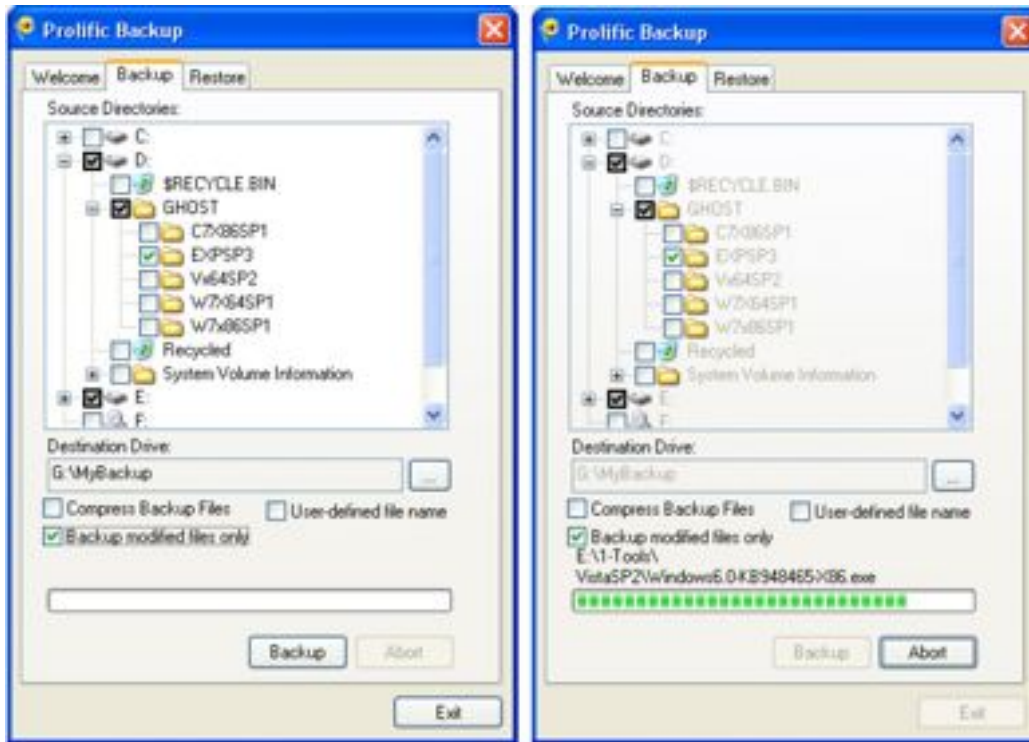 Prolific Backup
Welcome Backup Restore
Source Directories:
C:
D:
$RECYCLE.BIN
GHOST
C7X86SP1
EXPSP3
Vx64SP2
W7X64SP1
W7x86SP1
Recycled
System Volume Information
E:
F:
Destination Drive:
G:\MyBackup
...
Compress Backup Files User-defined file name
Backup modified files only
Backup Abort
Exit
Prolific Backup
Welcome Backup Restore
Source Directories:
C:
D:
$RECYCLE.BIN
GHOST
C7X86SP1
EXPSP3
Vx64SP2
W7X64SP1
W7x86SP1
Recycled
System Volume Information
E:
F:
Destination Drive:
G:\MyBackup
...
Compress Backup Files User-defined file name
Backup modified files only
E:\1-Tools\
VistaSP2\Windows6.0-KB948465-X86.exe
Backup Abort
Exit